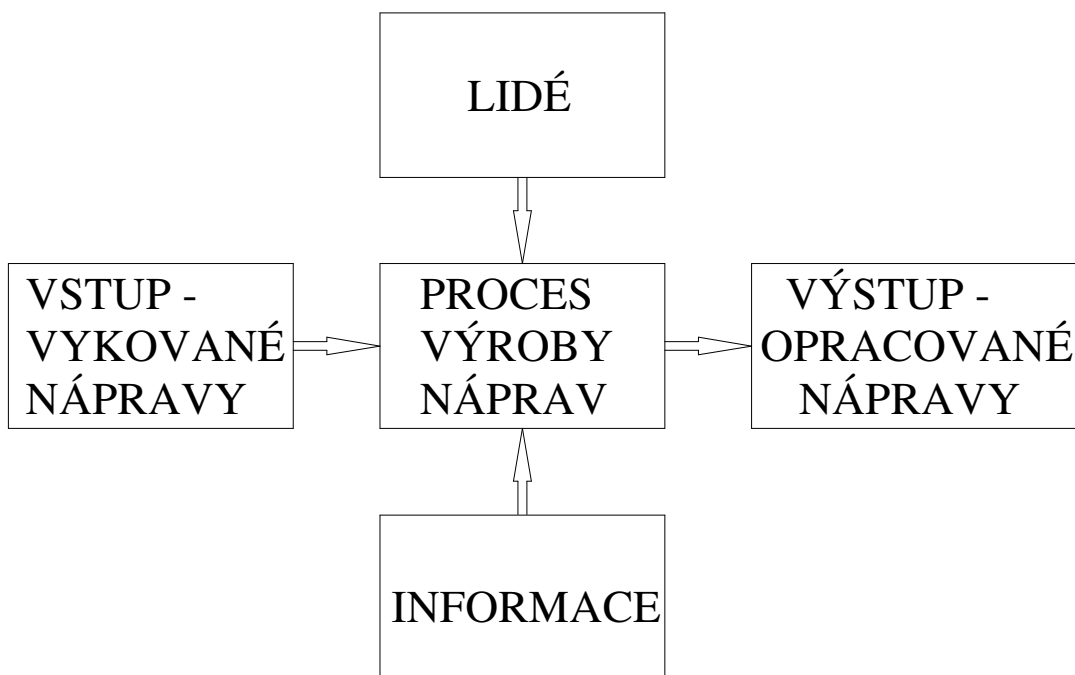 LIDÉ
VSTUP -
VYKOVANÉ
NÁPRAVY
PROCES
VÝROBY
NÁPRAV
VÝSTUP -
OPRACOVANÉ
NÁPRAVY
INFORMACE